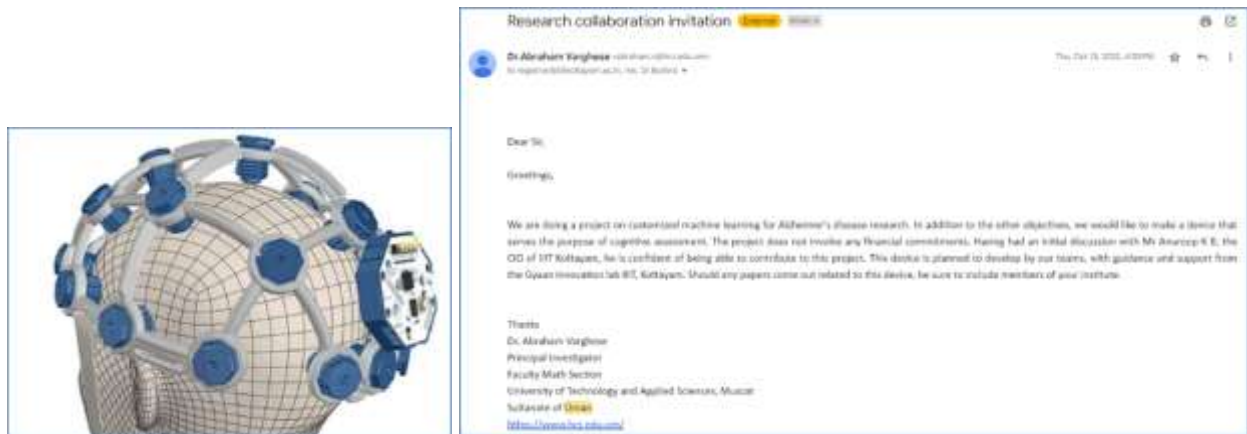 Research collaboration invitation
Dr. Abraham Varghese
Dear Sir,
Greetings,
We are doing a project on customized machine learning for Alzheimer's disease research. In addition to the other objectives, we would like to make a device that
serves the purpose of cognitive assessment. The project does not involve any financial commitments. Having had an initial discussion with Mr Anuroop K B, the
of IIIT Kottayam, he is confident of being able to contribute to this project. This device is planned to develop by our teams, with guidance and support from
the Gyaan Innovation lab IIIT, Kottayam. Should any papers come out related to this device, be sure to include members of your institute.
Thanks
Dr. Abraham Varghese
Principal Investigator
Faculty Math Section
University of Technology and Applied Sciences, Muscat
Sultanate of Oman